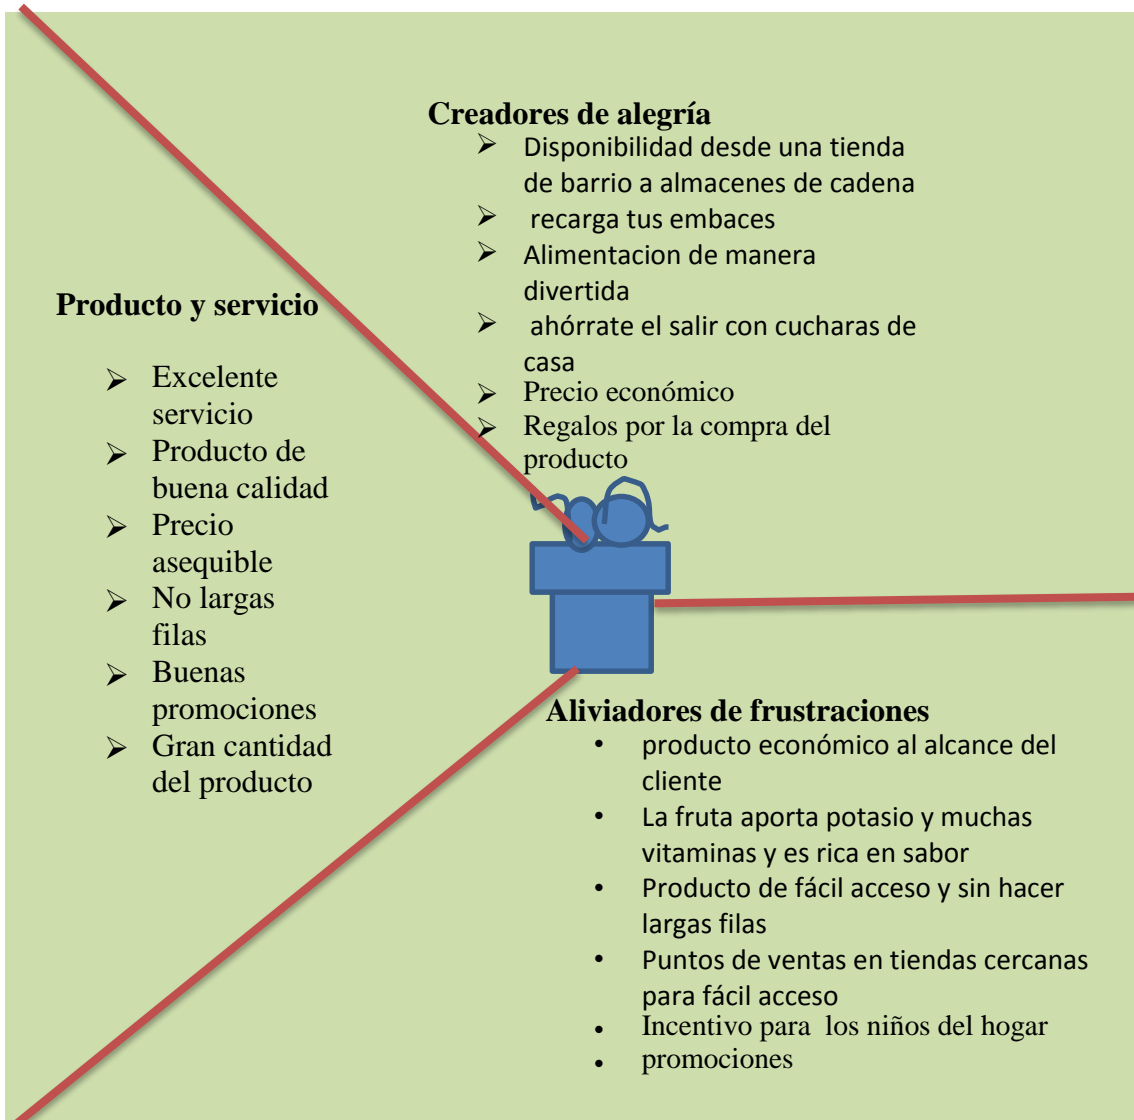 Creadores de alegría
➢ Disponibilidad desde una tienda
de barrio a almacenes de cadena
➢ recarga tus embaces
➢ Alimentacion de manera
divertida
➢ ahórrate el salir con cucharas de
casa
➢ Precio económico
➢ Regalos por la compra del
producto
Producto y servicio
➢ Excelente
servicio
➢ Producto de
buena calidad
➢ Precio
asequible
➢ No largas
filas
➢ Buenas
promociones
➢ Gran cantidad
del producto
Aliviadores de frustraciones
• producto económico al alcance del
cliente
• La fruta aporta potasio y muchas
vitaminas y es rica en sabor
• Producto de fácil acceso y sin hacer
largas filas
• Puntos de ventas en tiendas cercanas
para fácil acceso
• Incentivo para los niños del hogar
• promociones